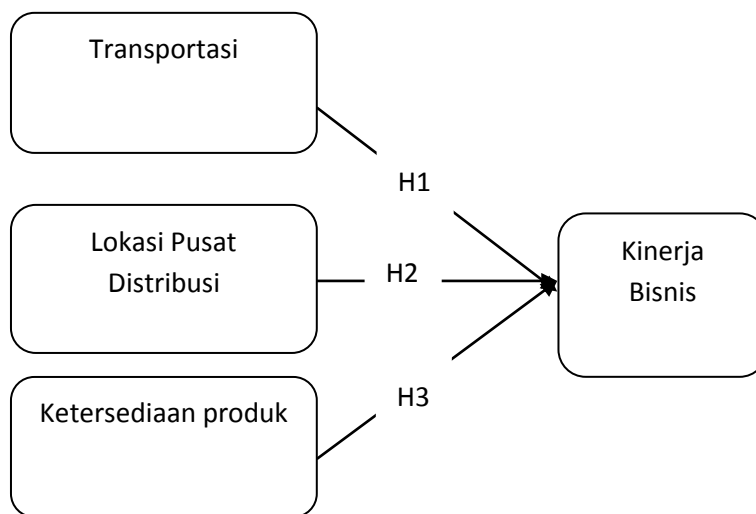 Transportasi
H1
Lokasi Pusat
Distribusi
H2
Kinerja
Bisnis
Ketersediaan produk
H3